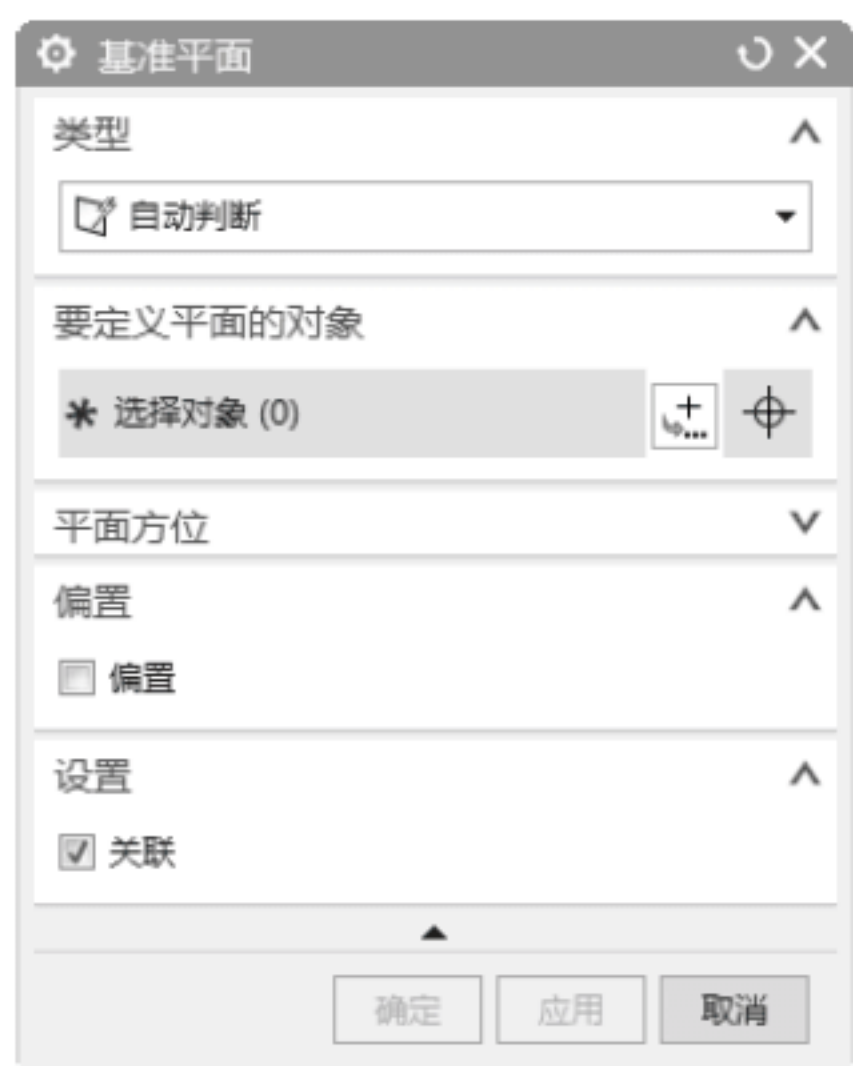 基准平面
类型
自动判断
要定义平面的对象
* 选择对象 (0)
平面方位
偏置
偏置
设置
关联
确定 应用 取消